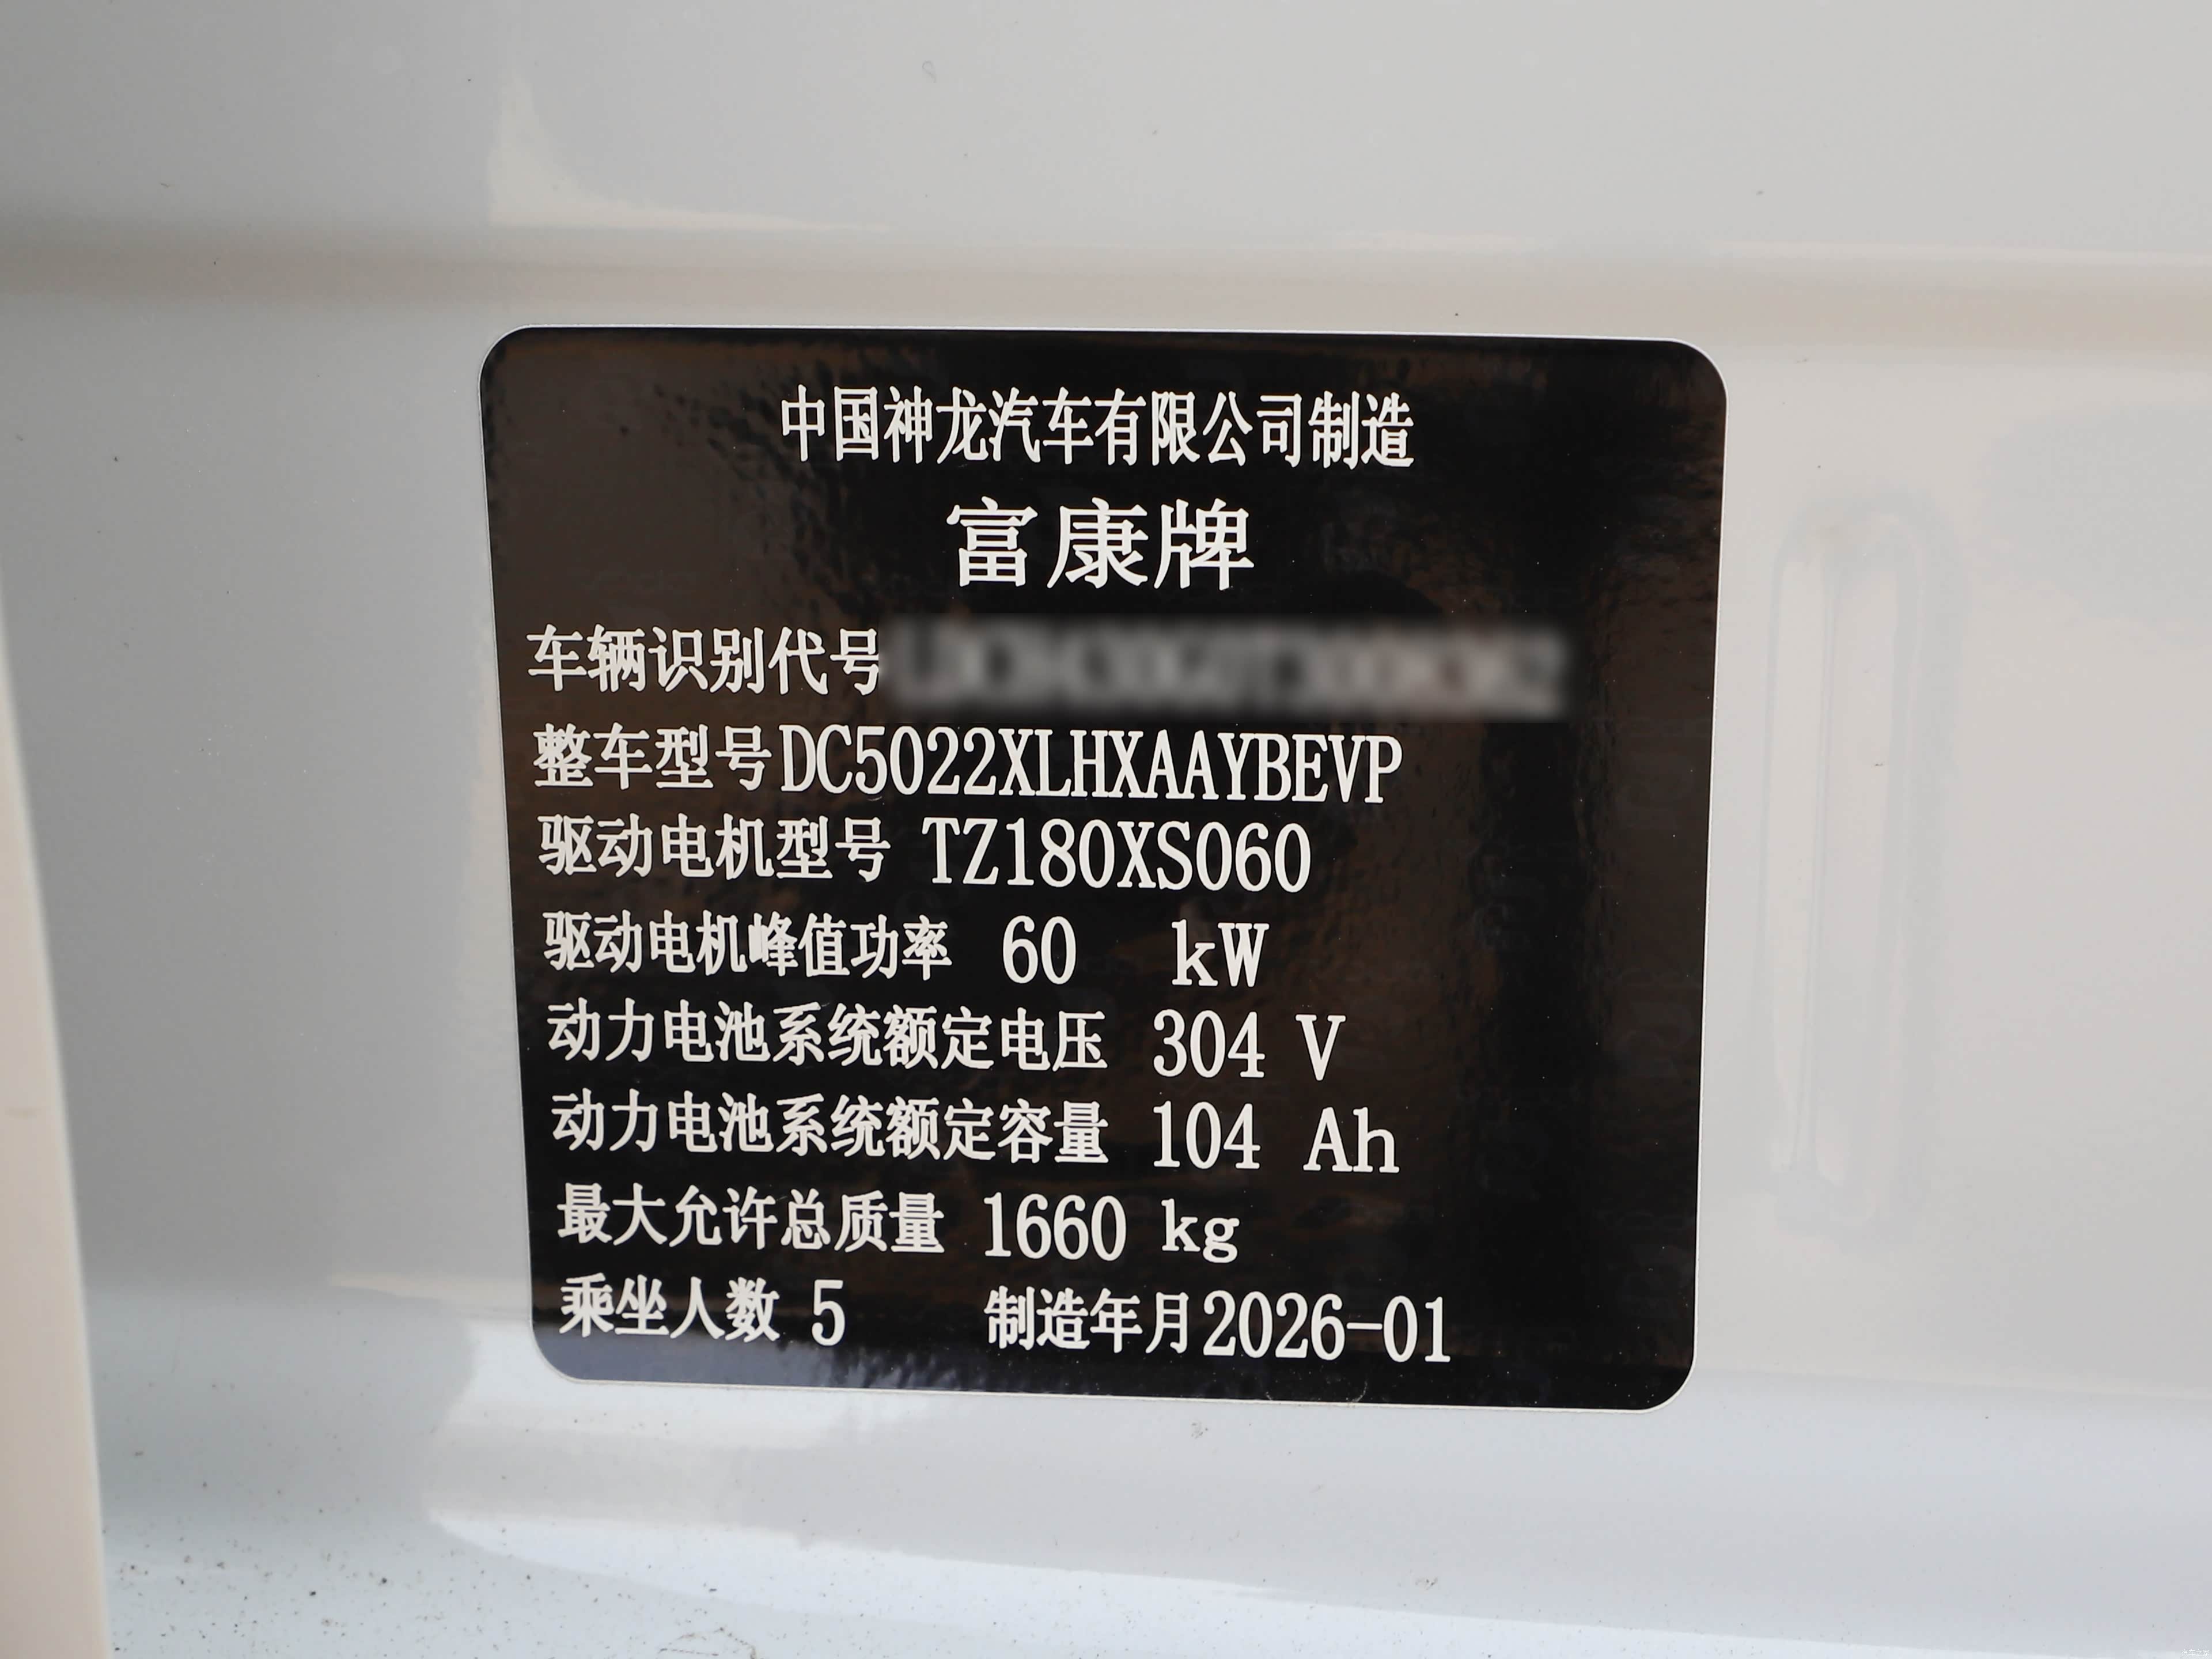 中国神龙汽车有限公司制造
富康牌
车辆识别代号
整车型号DC5022XLHXAAYBEVP
驱动电机型号 TZ180XS060
驱动电机峰值功率 60 kW
动力电池系统额定电压 304 V
动力电池系统额定容量 104 Ah
最大允许总质量 1660 kg
乘坐人数 5 制造年月2026-01